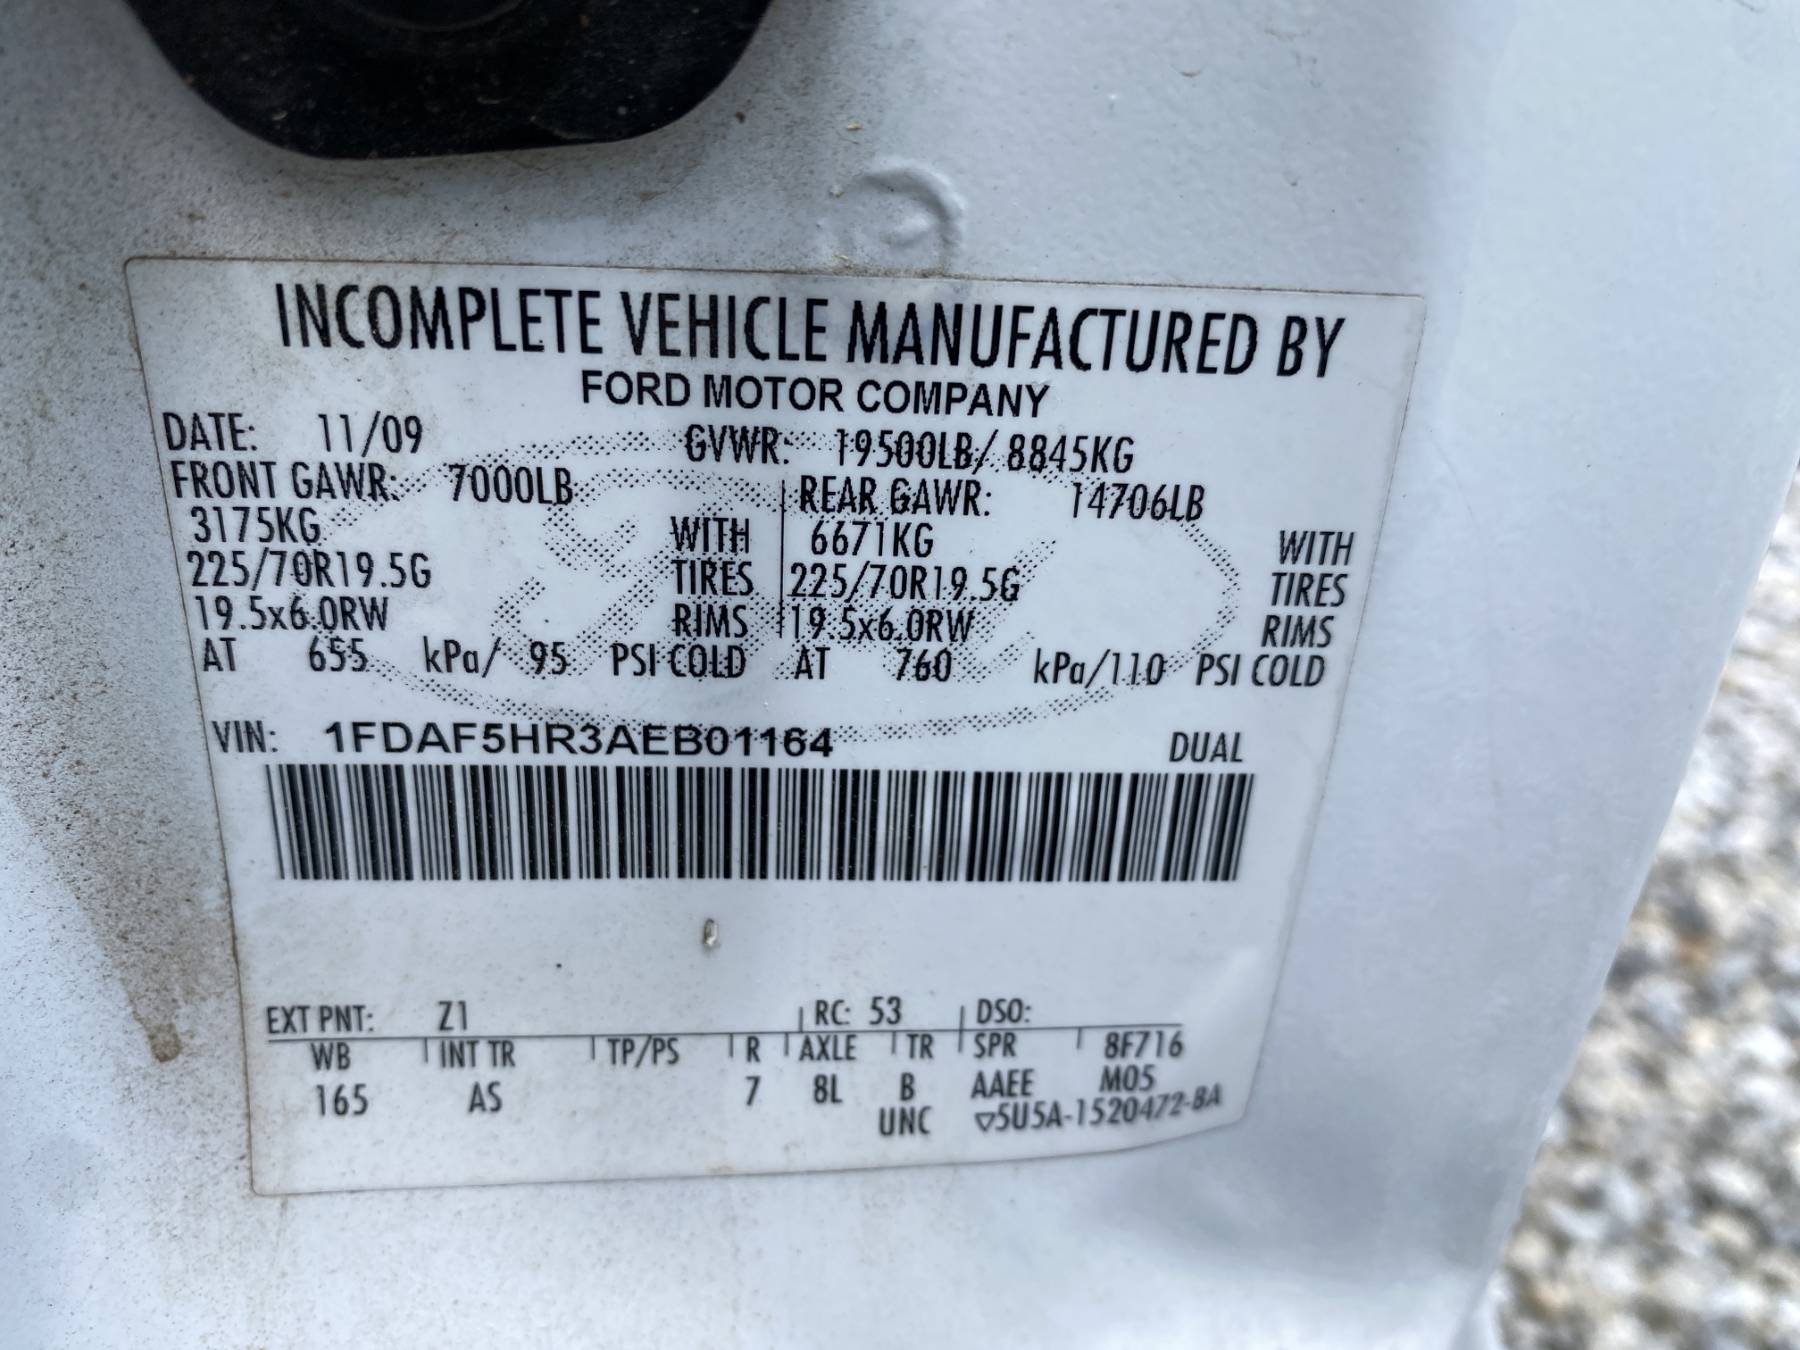 INCOMPLETE VEHICLE MANUFACTURED BY
FORD MOTOR COMPANY
DATE: 11/09 GVWR: 19500LB/ 8845KG
FRONT GAWR: 7000LB REAR GAWR: 14706LB
3175KG WITH 6671KG WITH
225/70R19.5G TIRES 225/70R19.5G TIRES
19.5x6.0RW RIMS 19.5x6.0RW RIMS
AT 655 kPa/ 95 PSI COLD AT 760 kPa/110 PSI COLD
VIN: 1FDAF5HR3AEB01164 DUAL
EXT PNT: Z1 RC: 53 DSO:
WB INT TR TP/PS R AXLE TR SPR 8F716
165 AS 7 8L B AAEE M05
UNC ▽5U5A-1520472-BA